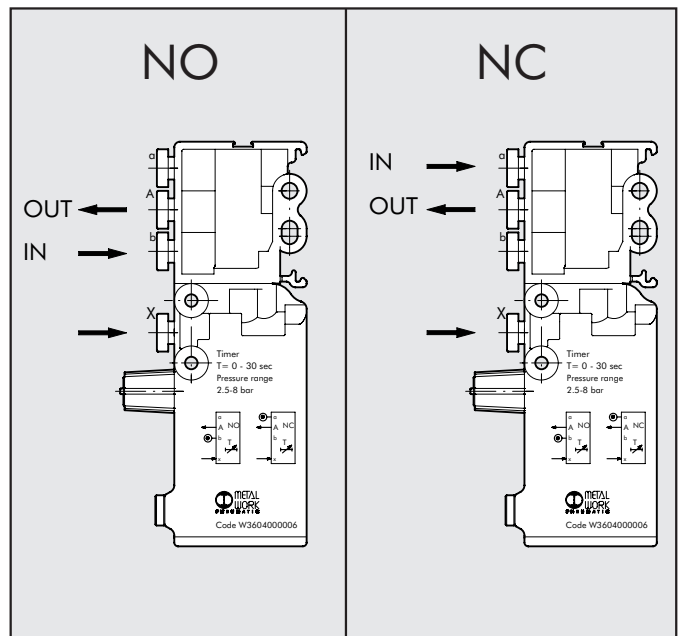 NO
a
A
OUT
b
IN
X
Timer
T= 0 - 30 sec
Pressure range
2.5-8 bar
a
A NO
b
T
x
a
A NC
b
T
x
METAL
WORK
PNEUMATIC
Code W3604000006
NC
IN
a
A
OUT
b
X
Timer
T= 0 - 30 sec
Pressure range
2.5-8 bar
a
A NO
b
T
x
a
A NC
b
T
x
METAL
WORK
PNEUMATIC
Code W3604000006